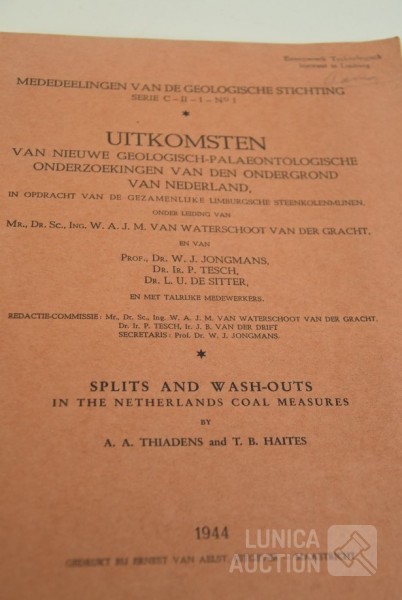 MEDEDEELINGEN VAN DE GEOLOGISCHE STICHTING
SERIE C – II – 1 – No 1
UITKOMSTEN
VAN NIEUWE GEOLOGISCH-PALAEONTOLOGISCHE
ONDERZOEKINGEN VAN DEN ONDERGROND
VAN NEDERLAND,
IN OPDRACHT VAN DE GEZAMENLIJKE LIMBURGSCHE STEENKOLENMIJNEN,
ONDER LEIDING VAN
MR., DR. SC., ING. W. A. J. M. VAN WATERSCHOOT VAN DER GRACHT,
EN VAN
PROF., DR. W. J. JONGMANS,
DR. IR. P. TESCH,
DR. L. U. DE SITTER,
EN MET TALRIJKE MEDEWERKERS.
REDACTIE-COMMISSIE: Mr., Dr. Sc., Ing. W. A. J. M. VAN WATERSCHOOT VAN DER GRACHT,
Dr. Ir. P. TESCH, Ir. J. B. VAN DER DRIFT
SECRETARIS: Prof. Dr. W. J. JONGMANS.
SPLITS AND WASH-OUTS
IN THE NETHERLANDS COAL MEASURES
BY
A. A. THIADENS and T. B. HAITES
1944
GEDRUKT BIJ ERNEST VAN AELST
LUNICA
AUCTION